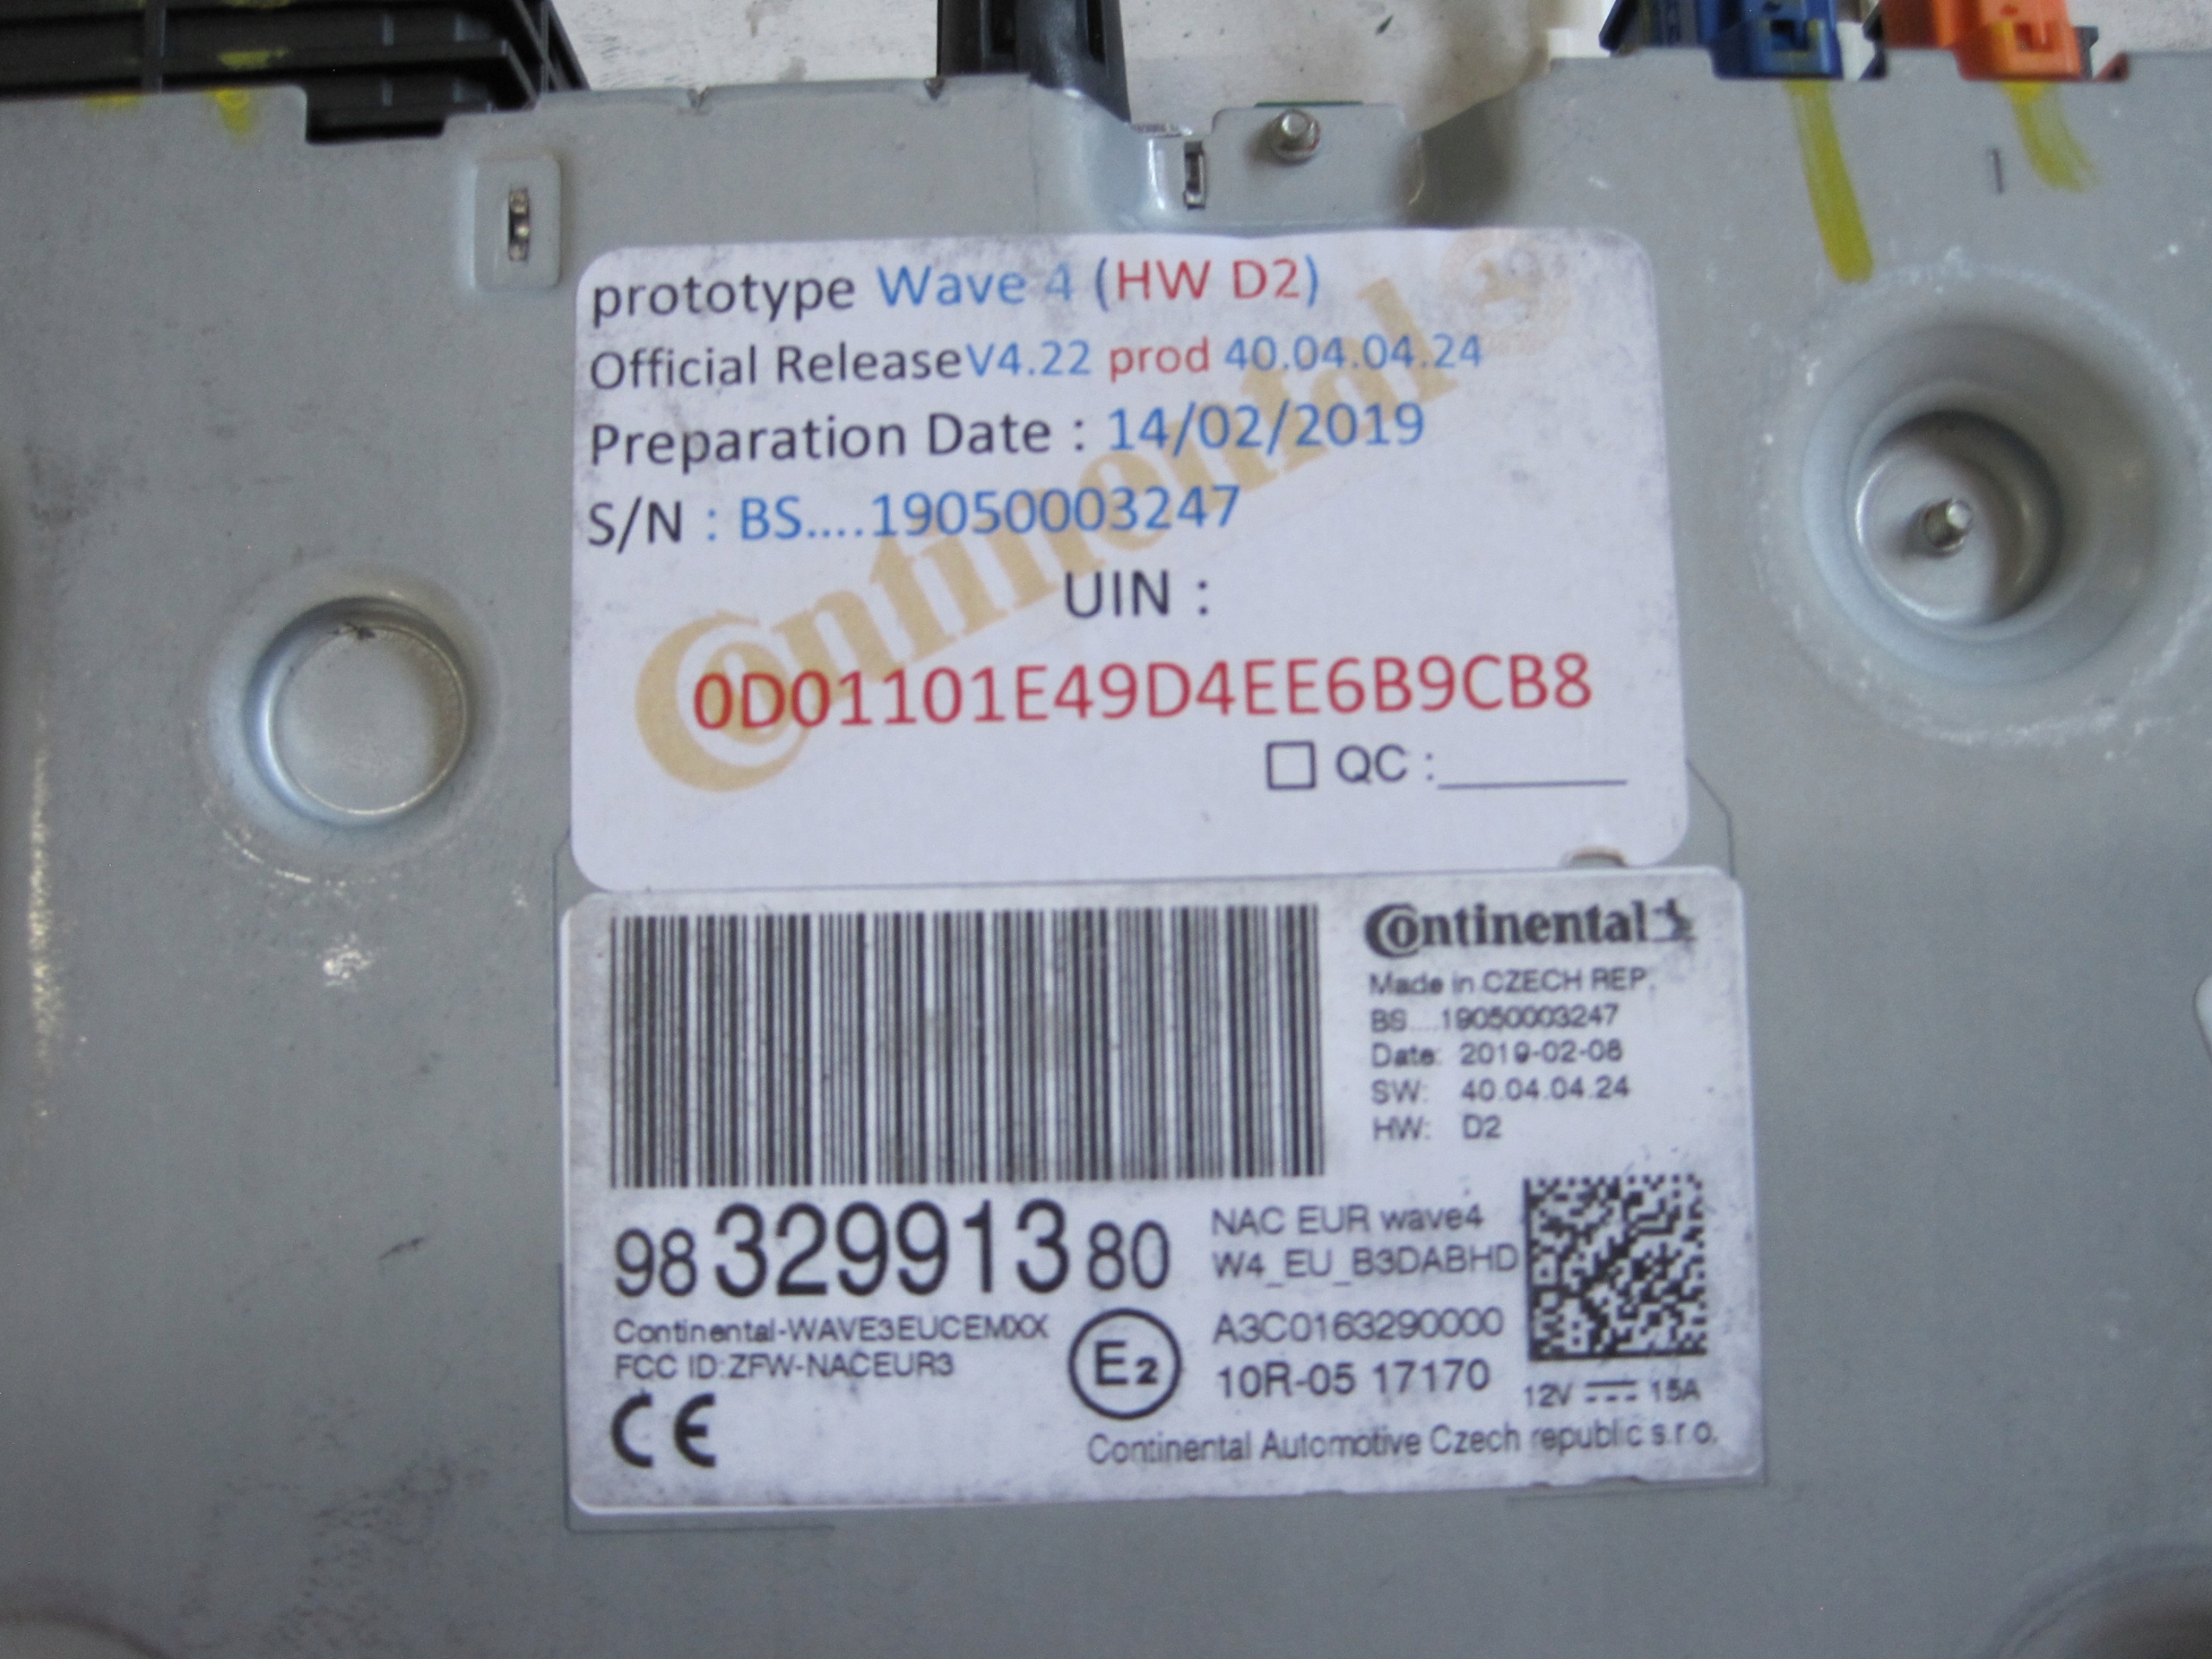 prototype Wave 4 (HW D2)
Official ReleaseV4.22 prod 40.04.04.24
Preparation Date : 14/02/2019
S/N : BS....19050003247
UIN :
0D01101E49D4EE6B9CB8
QC :
Continental
Continental
Made in CZECH REP.
BS....19050003247
Date: 2019-02-08
SW: 40.04.04.24
HW: D2
98 329913 80
NAC EUR wave4
W4_EU_B3DABHD
Continental-WAVE3EUCEMXX
FCC ID:ZFW-NACEUR3
CE
E2
A3C0163290000
10R-05 17170
12V 15A
Continental Automotive Czech republic s.r.o.